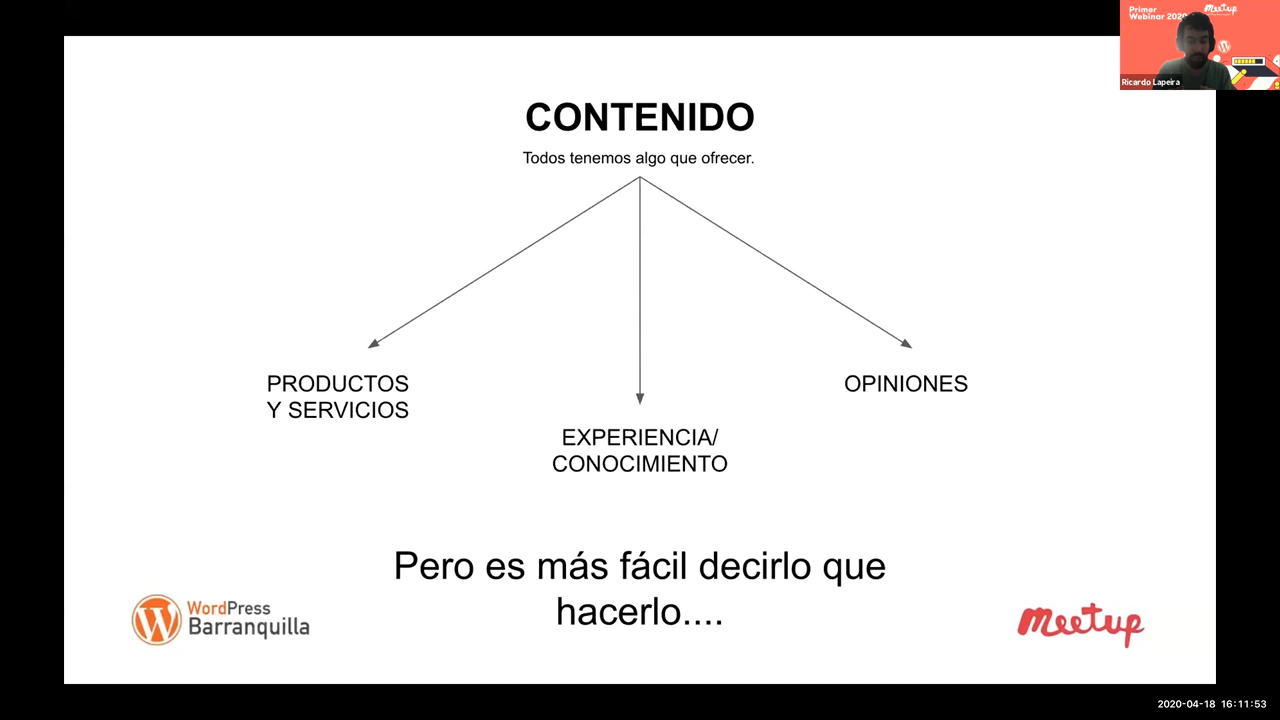 CONTENIDO
Todos tenemos algo que ofrecer.
PRODUCTOS
Y SERVICIOS
OPINIONES
EXPERIENCIA/
CONOCIMIENTO
Pero es más fácil decirlo que
hacerlo....
WordPress
Barranquilla
meetup
Primer
Webinar 2020
meetup
Ricardo Lapeira
2020-04-18 16:11:53